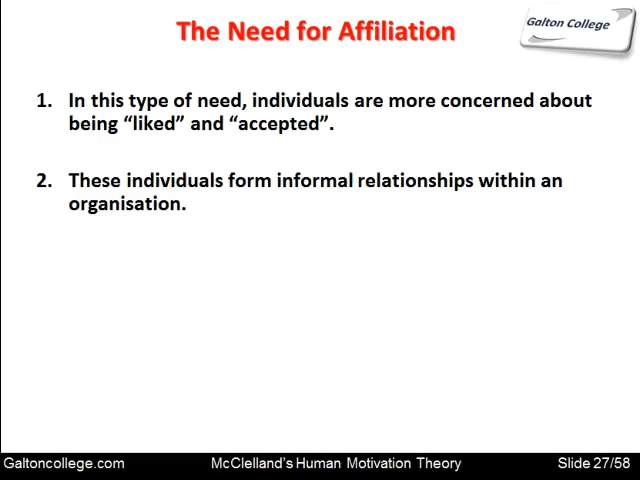 The Need for Affiliation
Galton College
1. In this type of need, individuals are more concerned about
being “liked” and “accepted”.
2. These individuals form informal relationships within an
organisation.
Galtoncollege.com McClelland’s Human Motivation Theory Slide 27/58